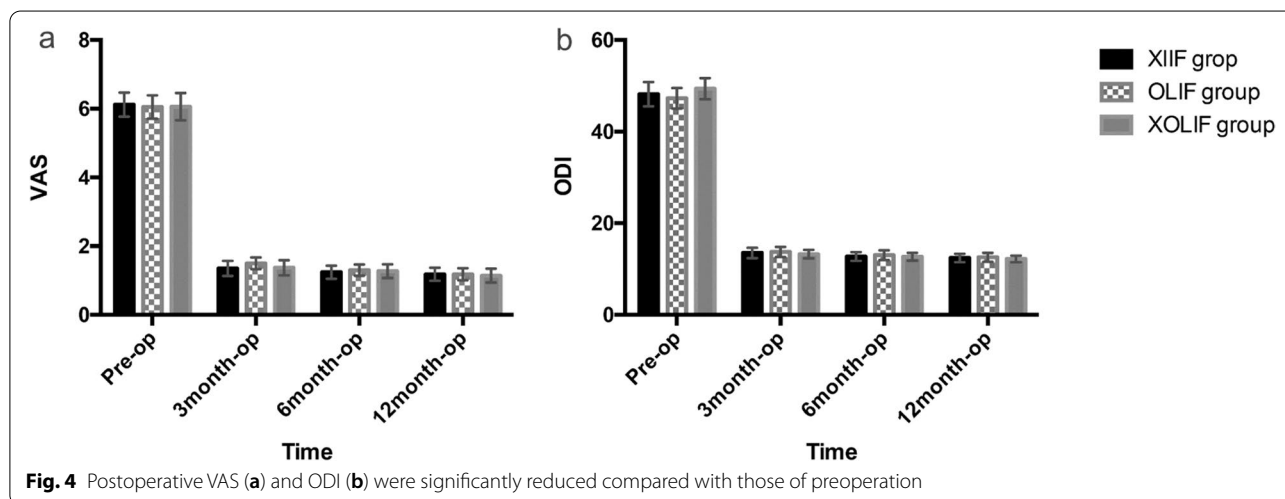 a
8
6
4
2
0
VAS
Pre-op
3month-op
6month-op
12month-op
Time
b
60
40
20
0
ODI
Pre-op
3month-op
6month-op
12month-op
Time
XIIF grop
OLIF group
XOLIF group
Fig. 4 Postoperative VAS (a) and ODI (b) were significantly reduced compared with those of preoperation